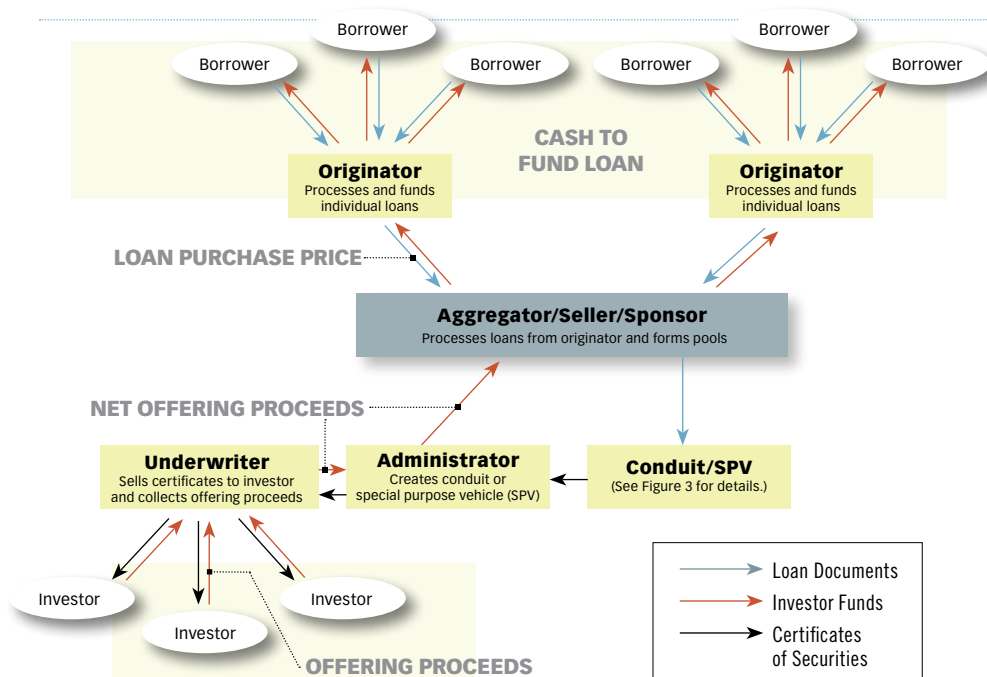 Borrower
Borrower
Borrower
Borrower
Borrower
Borrower
CASH TO
FUND LOAN
Originator
Processes and funds
individual loans
Originator
Processes and funds
individual loans
LOAN PURCHASE PRICE
Aggregator/Seller/Sponsor
Processes loans from originator and forms pools
NET OFFERING PROCEEDS
Underwriter
Sells certificates to investor
and collects offering proceeds
Administrator
Creates conduit or
special purpose vehicle (SPV)
Conduit/SPV
(See Figure 3 for details.)
Investor
Investor
Investor
OFFERING PROCEEDS
Loan Documents
Investor Funds
Certificates
of Securities